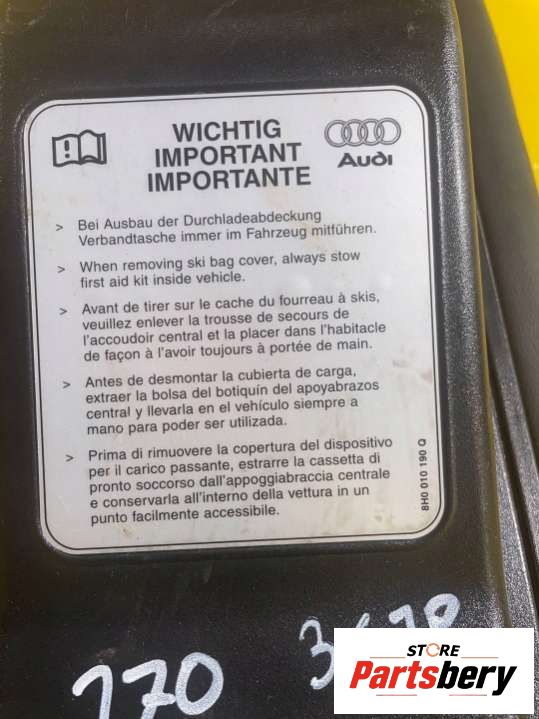 WICHTIG
IMPORTANT
IMPORTANTE
Audi
> Bei Ausbau der Durchladeabdeckung
Verbandtasche immer im Fahrzeug mitführen.
> When removing ski bag cover, always stow
first aid kit inside vehicle.
> Avant de tirer sur le cache du fourreau à skis,
veuillez enlever la trousse de secours de
l'accoudoir central et la placer dans l'habitacle
de façon à l'avoir toujours à portée de main.
> Antes de desmontar la cubierta de carga,
extraer la bolsa del botiquín del apoyabrazos
central y llevarla en el vehículo siempre a
mano para poder ser utilizada.
> Prima di rimuovere la copertura del dispositivo
per il carico passante, estrarre la cassetta di
pronto soccorso dall'appoggiabraccia centrale
e conservarla all'interno della vettura in un
punto facilmente accessibile.
8H0 010 190 Q
170
STORE
Partsbery